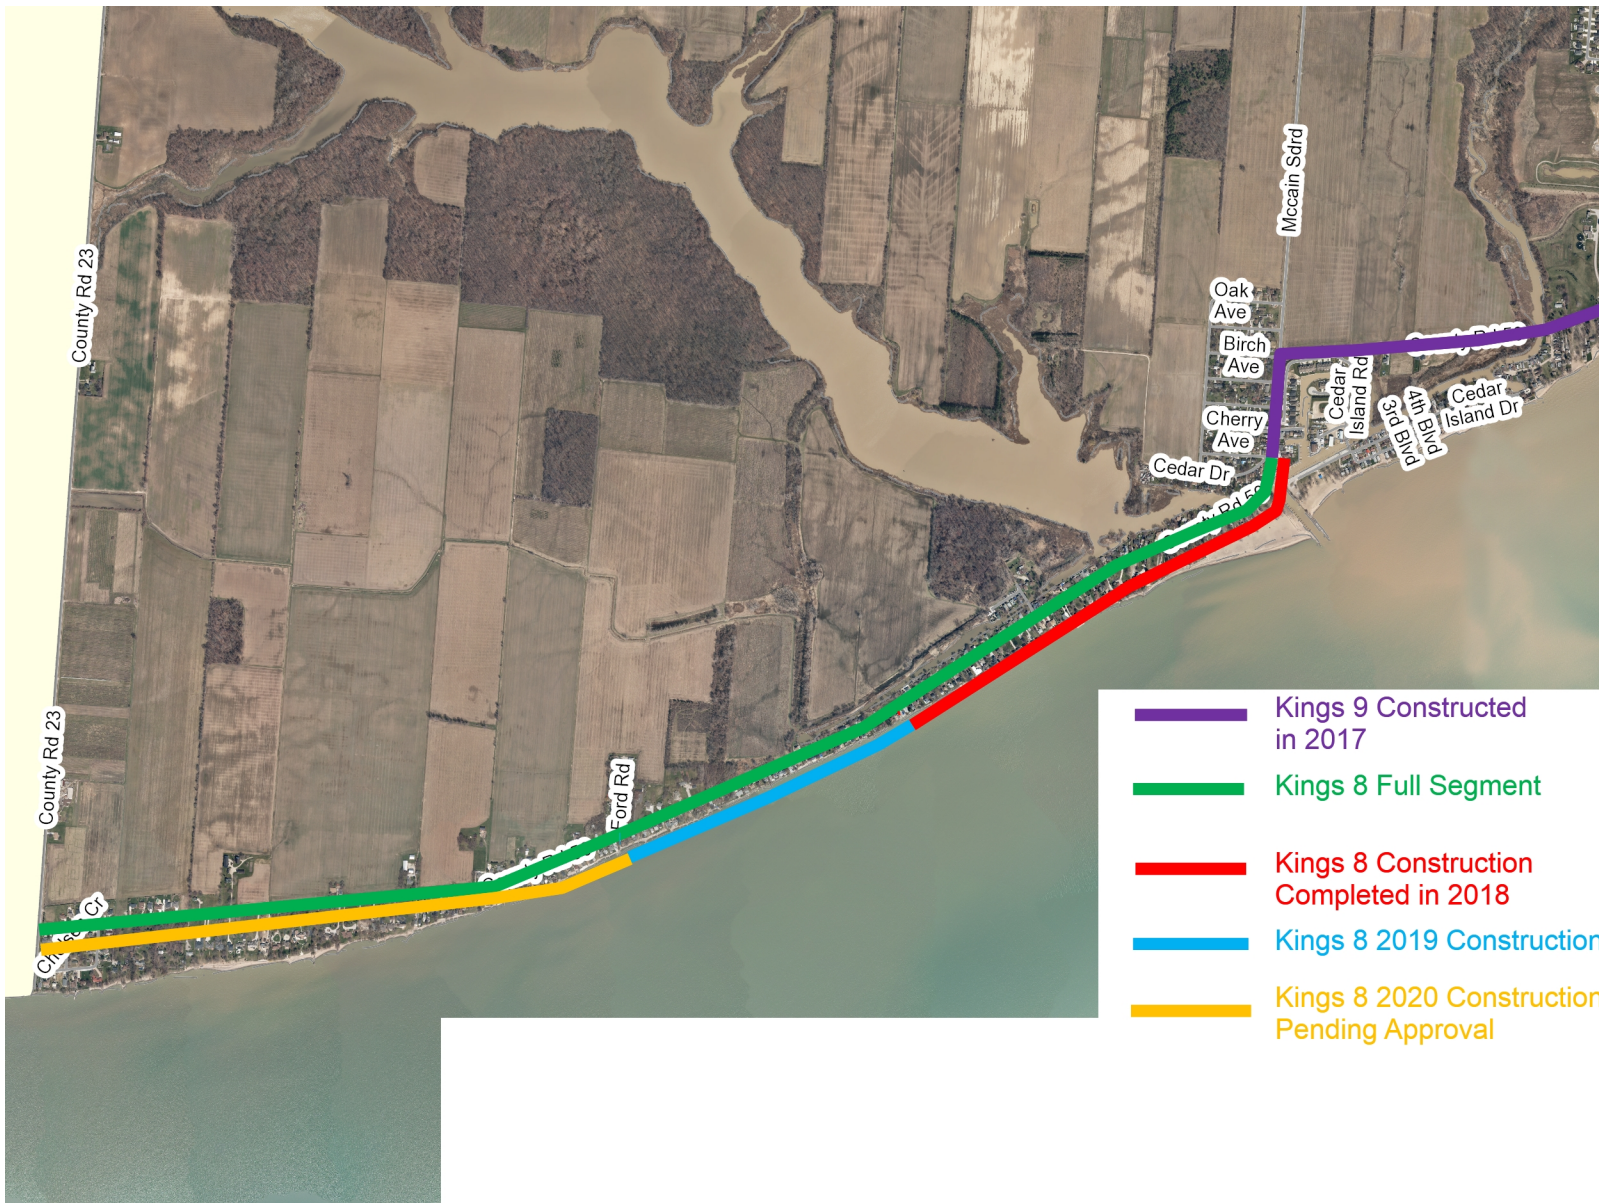 Mccain Sdrd
County Rd 23
Oak
Ave
Birch
Ave
Cedar
Island Rd
Cedar
Island Dr
4th Blvd
3rd Blvd
Cherry
Ave
Cedar Dr
Rd
County Rd 23
Ford Rd
Cr
Kings 9 Constructed
in 2017
Kings 8 Full Segment
Kings 8 Construction
Completed in 2018
Kings 8 2019 Construction
Kings 8 2020 Construction
Pending Approval